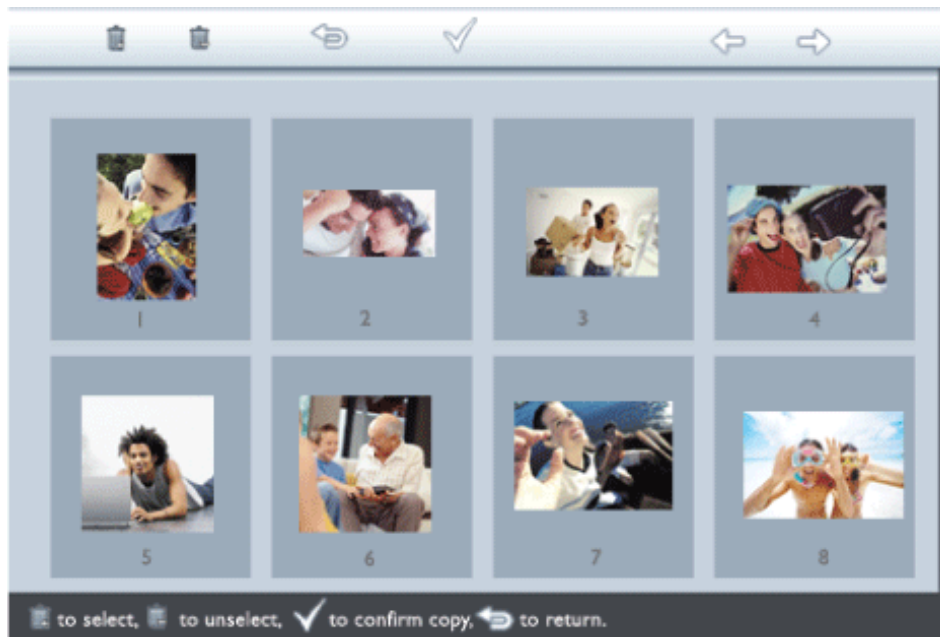 1 2 3 4
5 6 7 8
to select, to unselect, to confirm copy, to return.